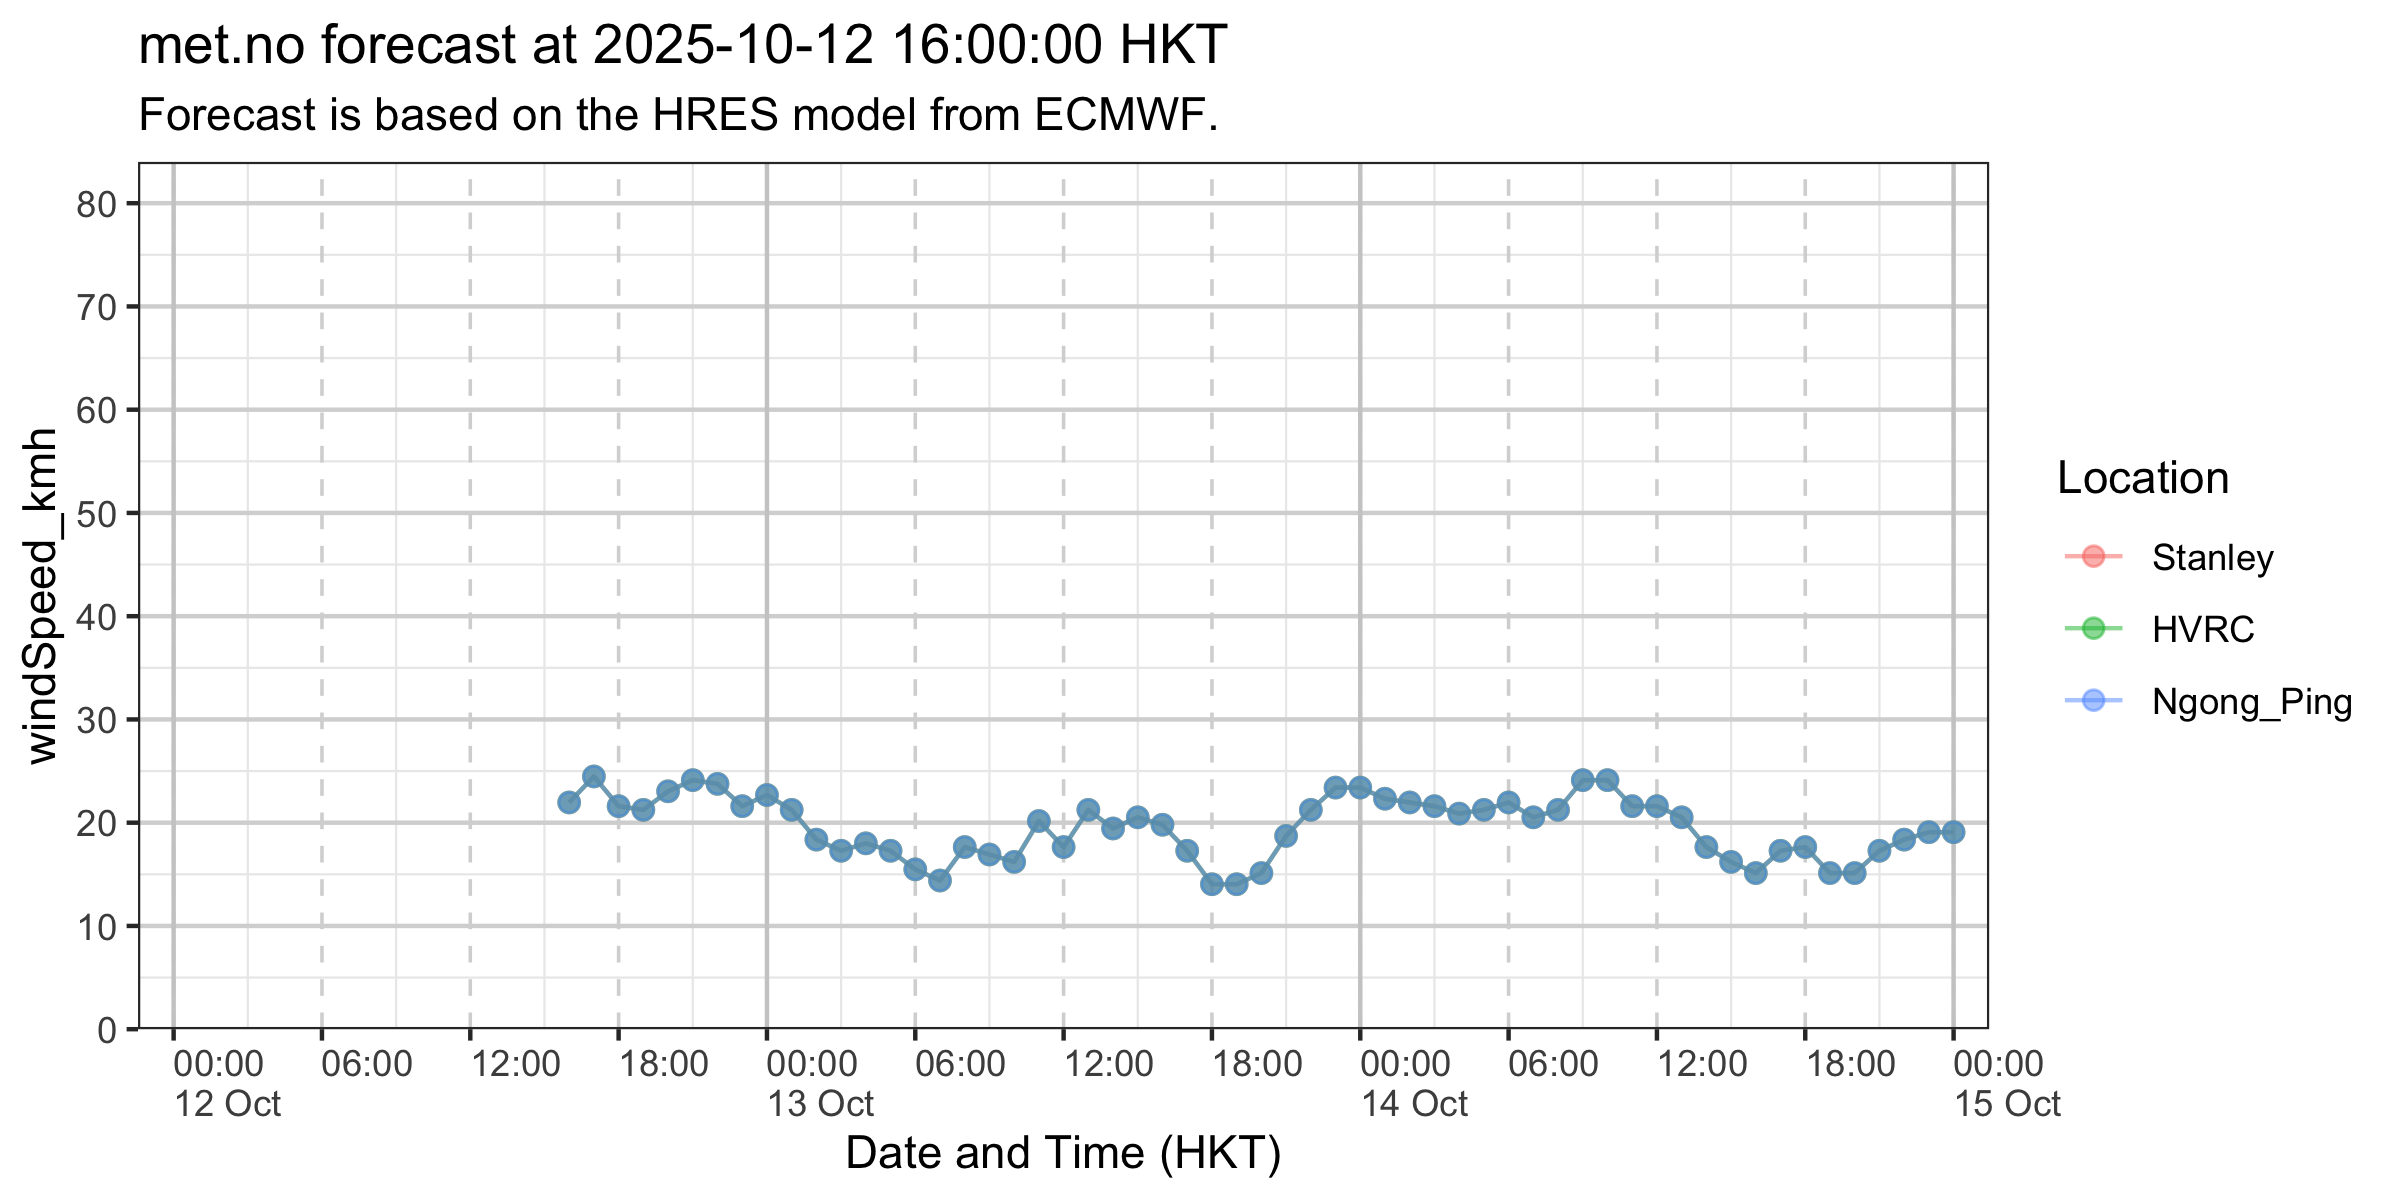 met.no forecast at 2025-10-12 16:00:00 HKT
Forecast is based on the HRES model from ECMWF.
windSpeed_kmh
80
70
60
50
40
30
20
10
0
00:00 06:00 12:00 18:00 00:00 06:00 12:00 18:00 00:00 06:00 12:00 18:00 00:00
12 Oct 13 Oct 14 Oct 15 Oct
Date and Time (HKT)
Location
Stanley
HVRC
Ngong_Ping